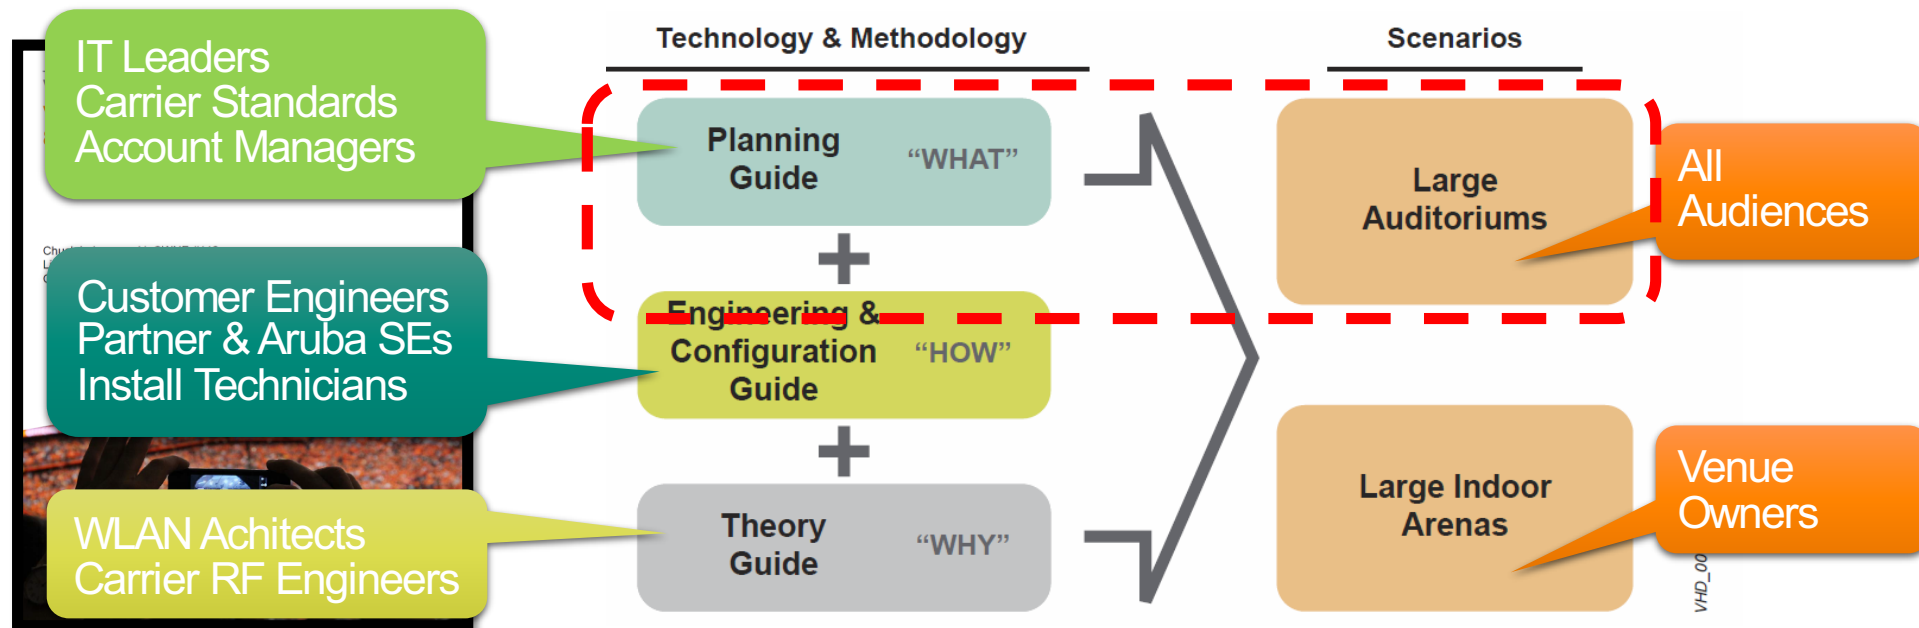 IT Leaders
Carrier Standards
Account Managers
Customer Engineers
Partner & Aruba SEs
Install Technicians
WLAN Achitects
Carrier RF Engineers
Technology & Methodology
Planning
Guide
“WHAT”
Engineering &
Configuration
Guide
“HOW”
Theory
Guide
“WHY”
Scenarios
Large
Auditoriums
Large Indoor
Arenas
All
Audiences
Venue
Owners
VHD_00